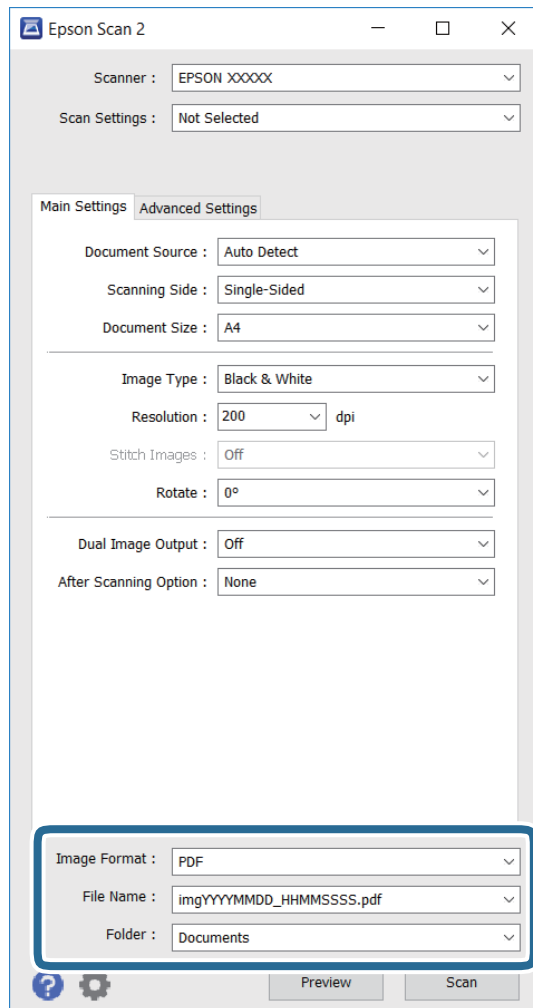 Epson Scan 2
Scanner : EPSON XXXXX
Scan Settings : Not Selected
Main Settings Advanced Settings
Document Source : Auto Detect
Scanning Side : Single-Sided
Document Size : A4
Image Type : Black & White
Resolution : 200 dpi
Stitch Images : Off
Rotate : 0°
Dual Image Output : Off
After Scanning Option : None
Image Format : PDF
File Name : imgYYYYMMDD_HHMMSSSS.pdf
Folder : Documents
? Preview Scan